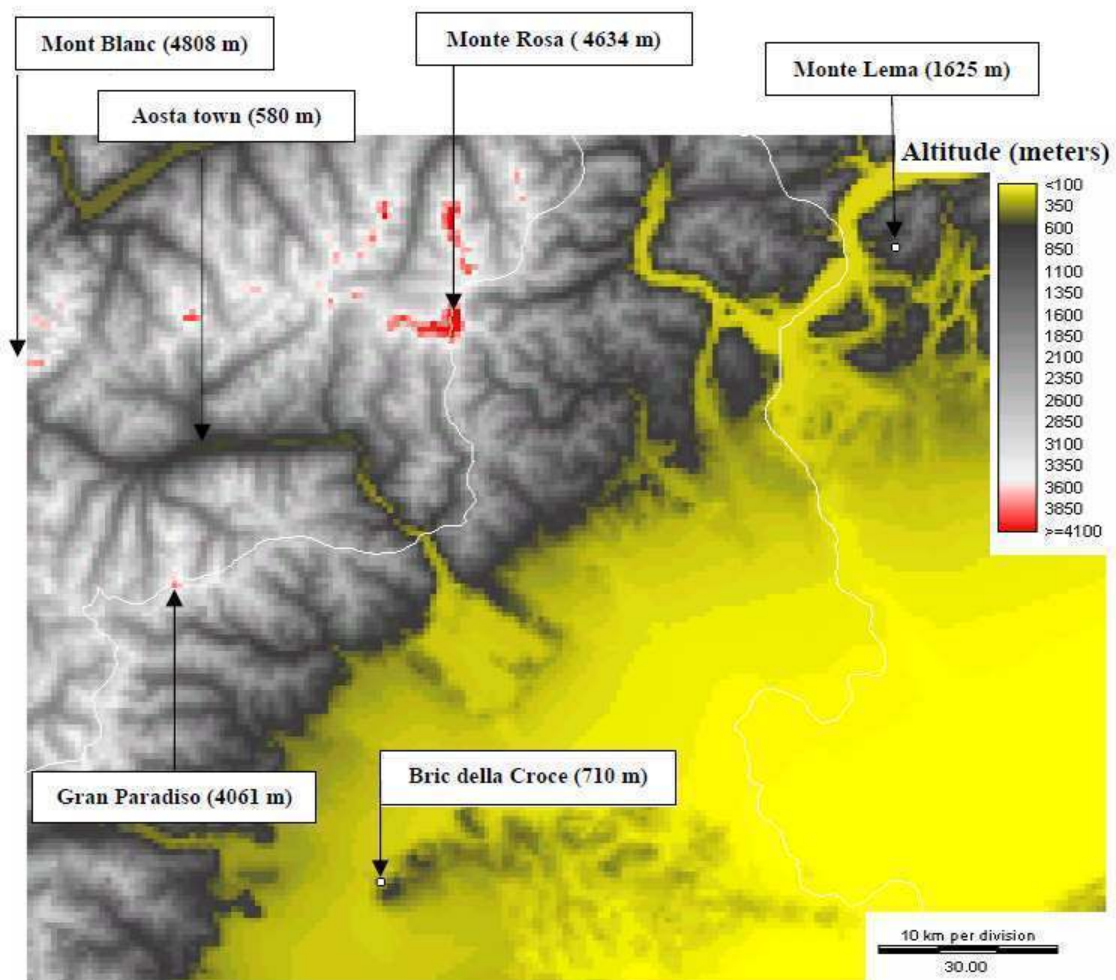 Mont Blanc (4808 m)
Monte Rosa ( 4634 m)
Monte Lema (1625 m)
Aosta town (580 m)
Altitude (meters)
<100
350
600
850
1100
1350
1600
1850
2100
2350
2600
2850
3100
3350
3600
3850
>=4100
Gran Paradiso (4061 m)
Bric della Croce (710 m)
10 km per division
30.00